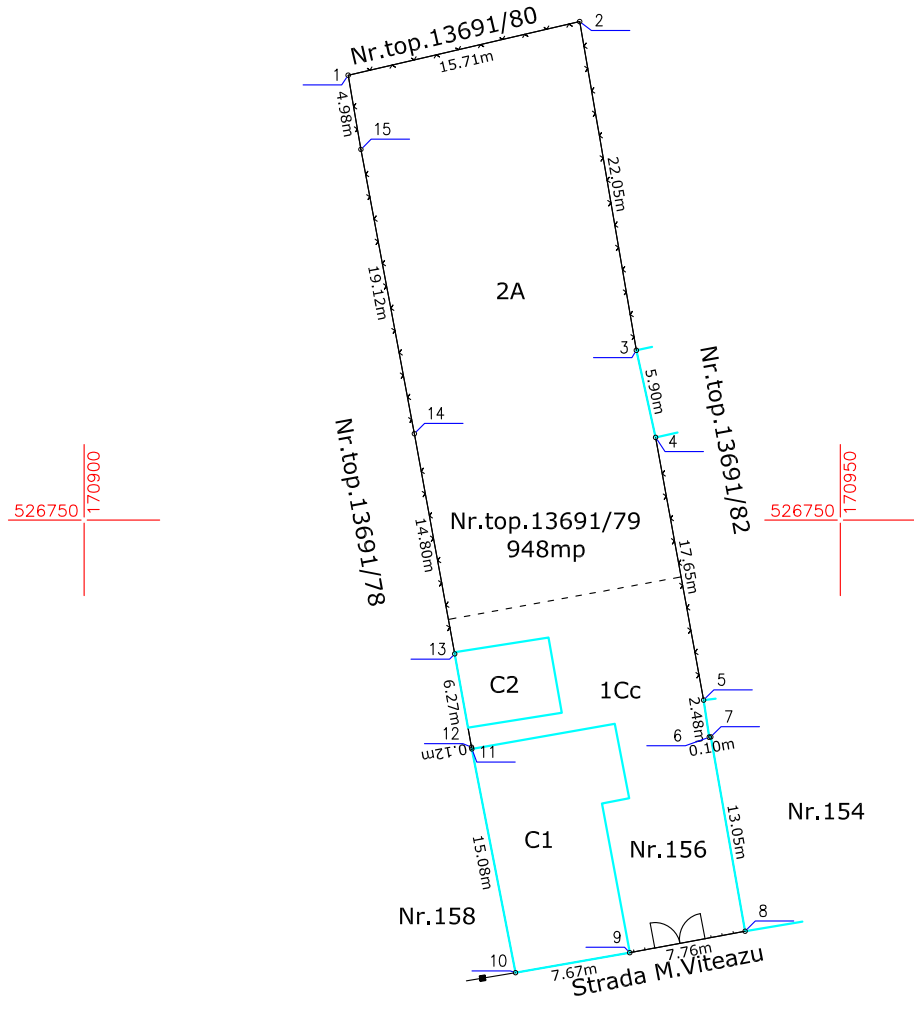 Nr.top.13691/80
2
15.71m
1
4.98m
15
22.05m
19.12m
2A
3
5.90m
Nr.top.13691/82
14
4
Nr.top.13691/78
526750
170900
526750
170950
Nr.top.13691/79
948mp
14.80m
17.65m
13
C2
1Cc
5
6.27m
2.48m
7
12
6
0.12m
11
0.10m
13.05m
Nr.154
C1
Nr.156
15.08m
Nr.158
8
9
7.76m
10
7.67m
Strada M.Viteazu